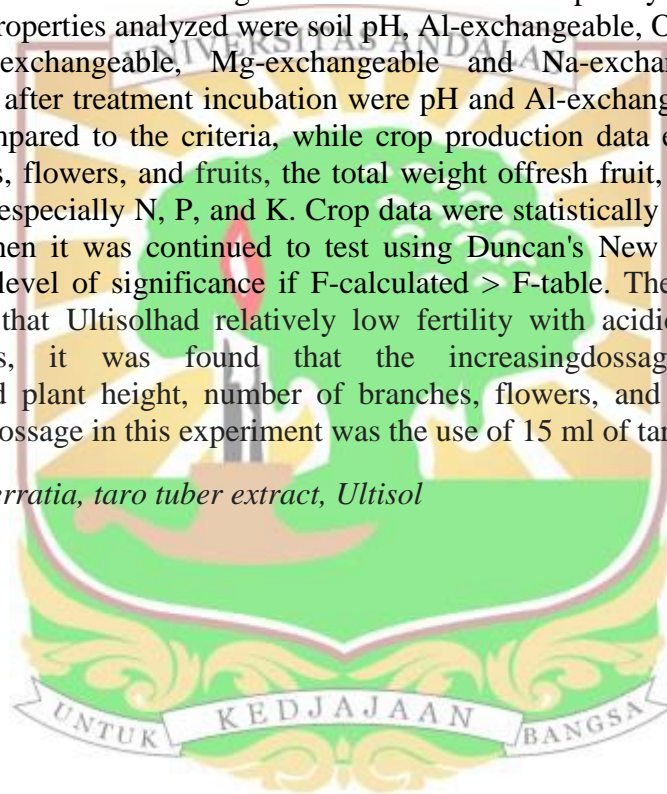 properties analyzed were soil pH, Al-exchangeable, O
UNIVERSITAS ANDALAS
exchangeable, Mg-exchangeable and Na-exchan
after treatment incubation were pH and Al-exchang
mpared to the criteria, while crop production data e
s, flowers, and fruits, the total weight offresh fruit,
especially N, P, and K. Crop data were statistically
hen it was continued to test using Duncan's New
level of significance if F-calculated > F-table. The
that Ultisolhad relatively low fertility with acidic
s, it was found that the increasingdossag
d plant height, number of branches, flowers, and
ossage in this experiment was the use of 15 ml of tar
erratia, taro tuber extract, Ultisol
UNTUK KEDJAJAAN BANGSA